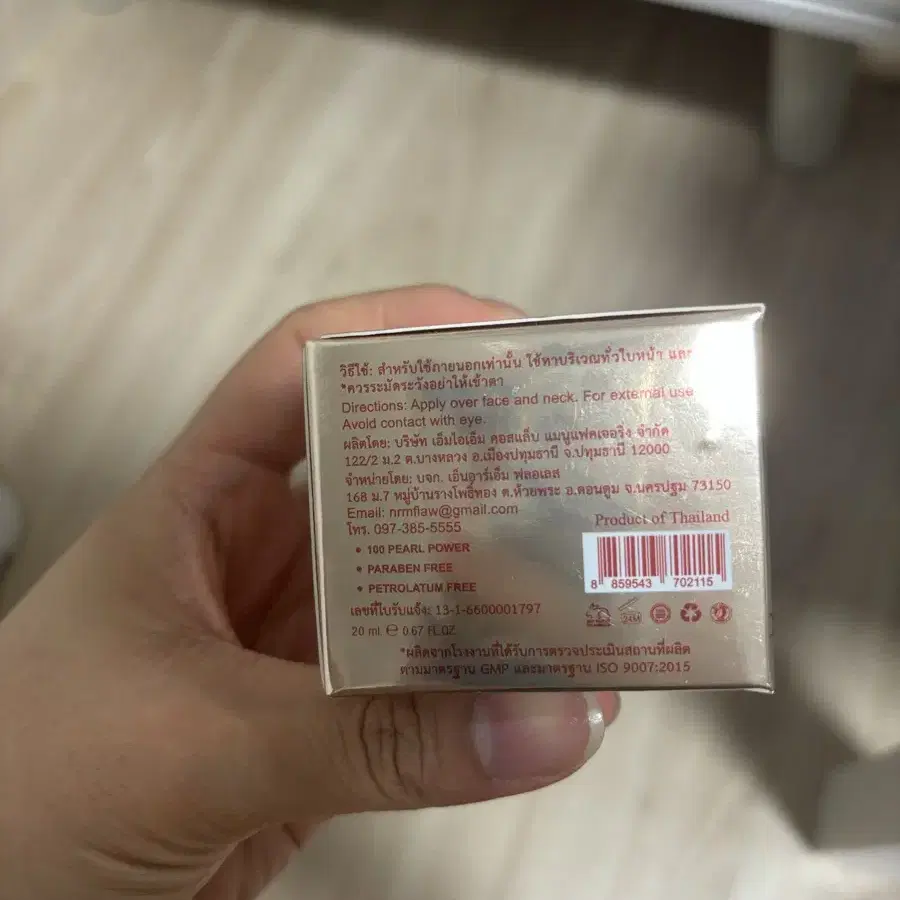 วิธีใช้: สำหรับใช้ภายนอกเท่านั้น ใช้ทาบริเวณทั่วใบหน้า และ
*ควรระมัดระวังอย่าให้เข้าตา
Directions: Apply over face and neck. For external use
Avoid contact with eye.
ผลิตโดย: บริษัท เอ็มไอเอ็ม คอสแล็บ แมนูแฟคเจอริ่ง จำกัด
122/2 ม.2 ต.บางหลวง อ.เมืองปทุมธานี จ.ปทุมธานี 12000
จำหน่ายโดย: บจก. เอ็นอาร์เอ็ม ฟลอเลส
168 ม.7 หมู่บ้านรางโพธิ์ทอง ต.ห้วยพระ อ.ดอนตูม จ.นครปฐม 73150
Email: nrmflaw@gmail.com
โทร. 097-385-5555
Product of Thailand
• 100 PEARL POWER
• PARABEN FREE
• PETROLATUM FREE
8 859543 702115
เลขที่ใบรับแจ้ง: 13-1-6600001797
24M
20 ml ℮ 0.67 FL.OZ
*ผลิตจากโรงงานที่ได้รับการตรวจประเมินสถานที่ผลิต
ตามมาตรฐาน GMP และมาตรฐาน ISO 9007:2015